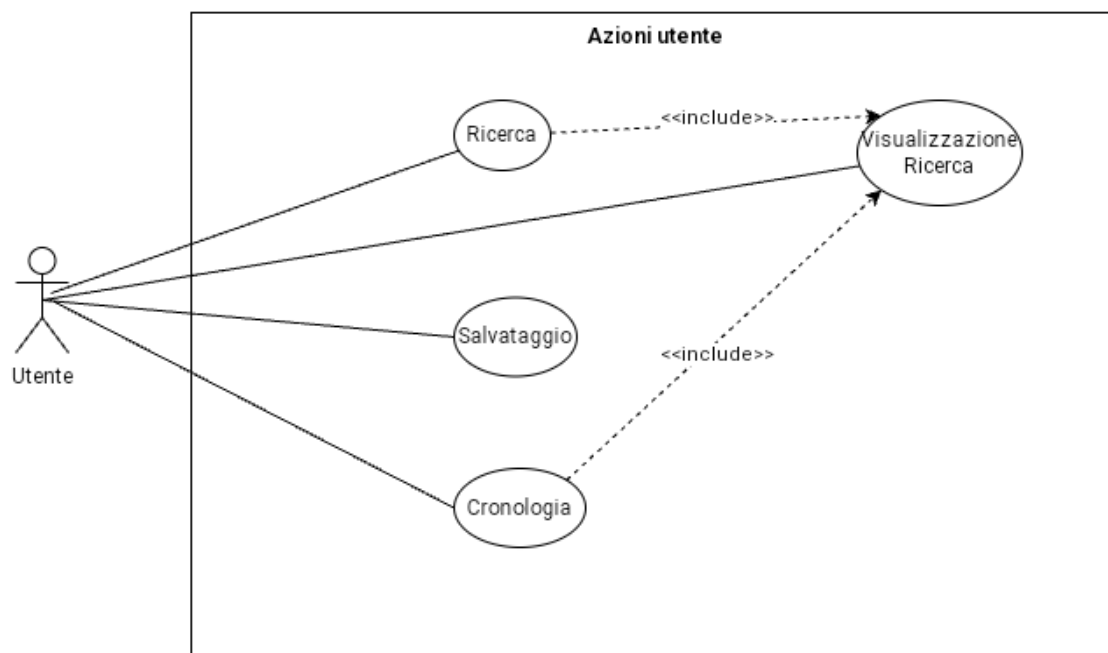 Azioni utente
Ricerca
<<include>>
Visualizzazione
Ricerca
Salvataggio
<<include>>
Utente
Cronologia